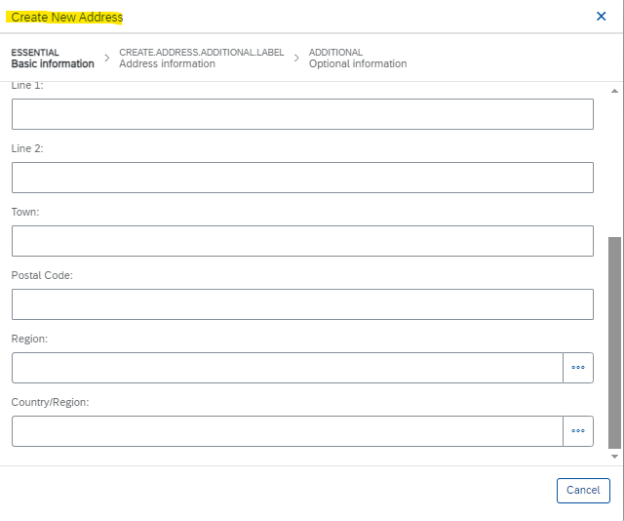 Create New Address
ESSENTIAL
Basic information
CREATE.ADDRESS.ADDITIONAL.LABEL
Address information
ADDITIONAL
Optional information
Line 1:
Line 2:
Town:
Postal Code:
Region:
Country/Region:
Cancel